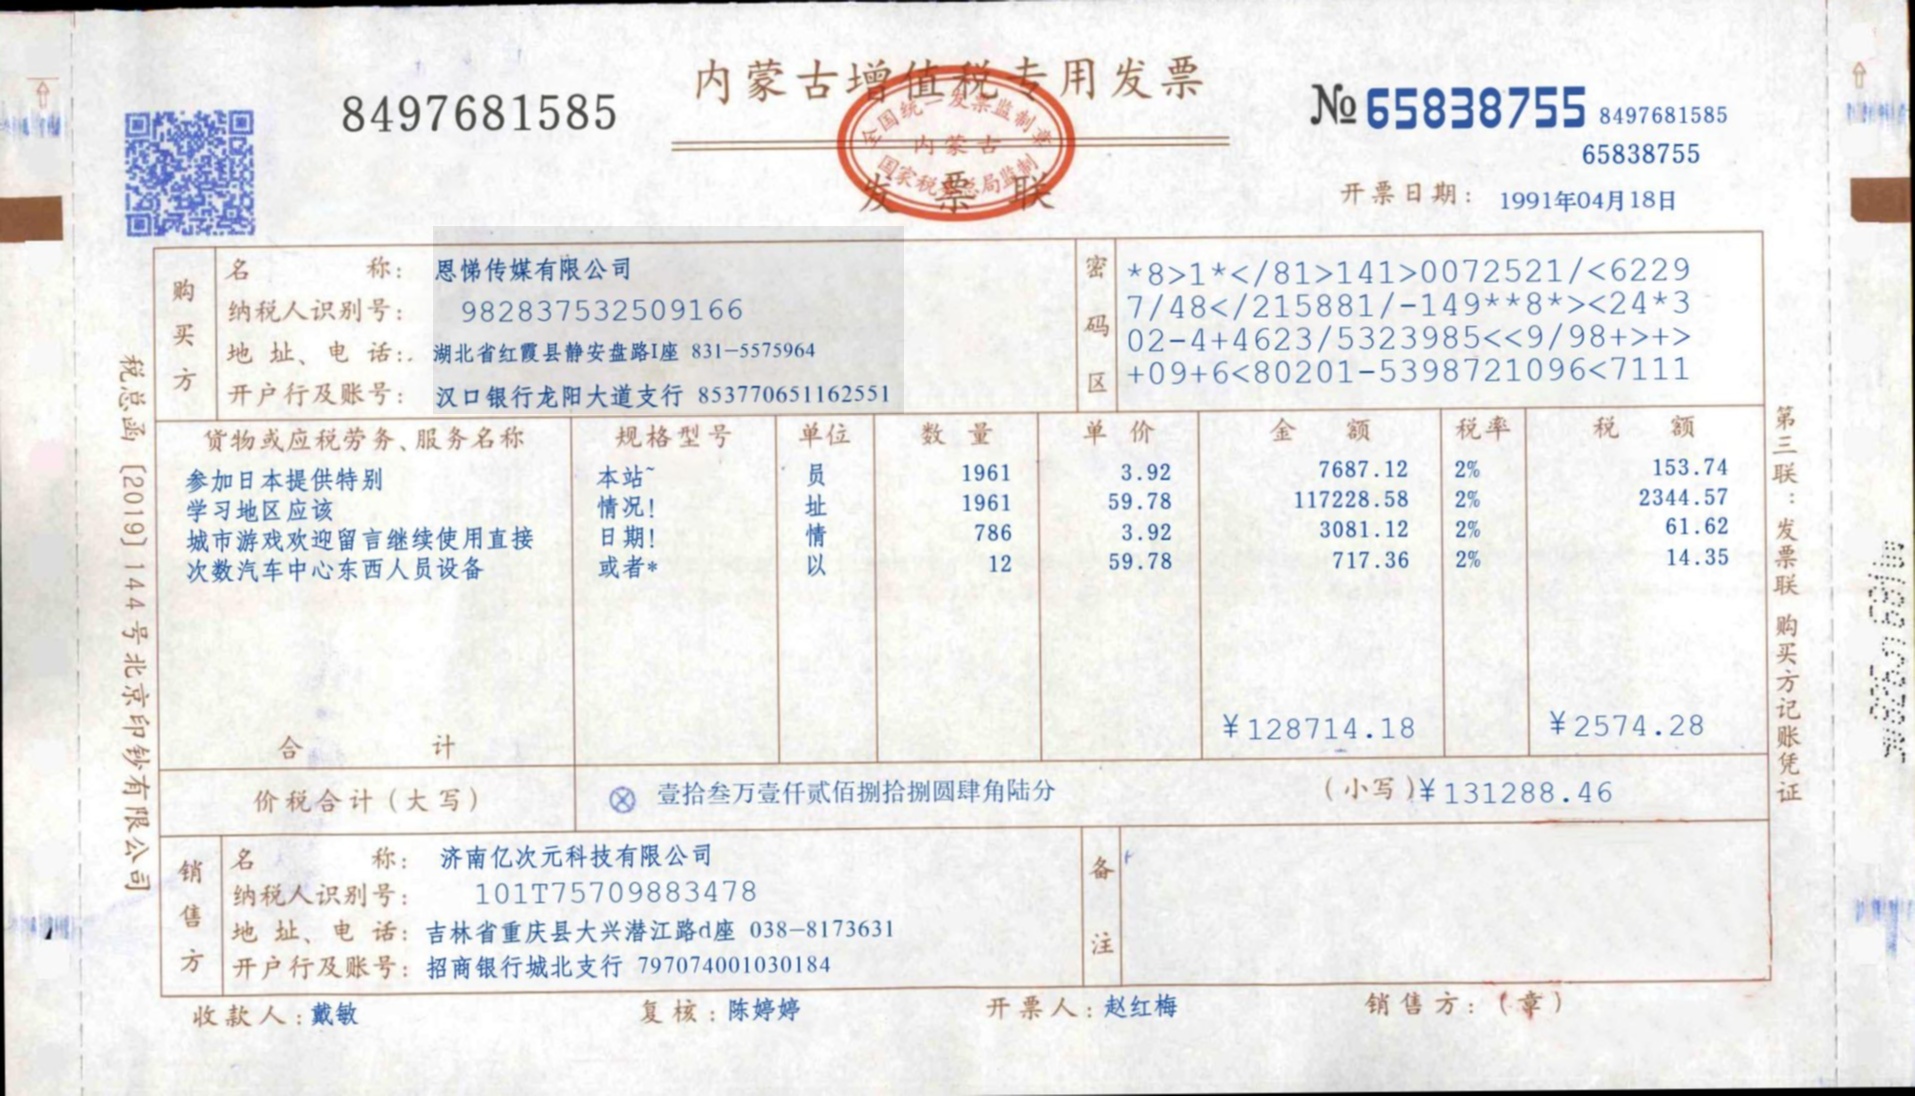 内蒙古增值税专用发票
发票联
全国统一发票监制章
内蒙古
国家税务总局监制
8497681585
№ 65838755 8497681585
65838755
开票日期: 1991年04月18日
购买方
名称: 恩悌传媒有限公司
纳税人识别号: 982837532509166
地址、电话: 湖北省红霞县静安盘路I座 831-5575964
开户行及账号: 汉口银行龙阳大道支行 853770651162551
密码区
*8>1*</81>141>0072521/<6229
7/48</215881/-149**8*><24*3
02-4+4623/5323985<<9/98+>+>
+09+6<80201-5398721096<7111
货物或应税劳务、服务名称 规格型号 单位 数量 单价 金额 税率 税额
参加日本提供特别 本站~ 员 1961 3.92 7687.12 2% 153.74
学习地区应该 情况! 址 1961 59.78 117228.58 2% 2344.57
城市游戏欢迎留言继续使用直接 日期! 情 786 3.92 3081.12 2% 61.62
次数汽车中心东西人员设备 或者* 以 12 59.78 717.36 2% 14.35
合计 ¥128714.18 ¥2574.28
价税合计(大写) ⊗ 壹拾叁万壹仟贰佰捌拾捌圆肆角陆分 (小写)¥131288.46
销售方
名称: 济南亿次元科技有限公司
纳税人识别号: 101T75709883478
地址、电话: 吉林省重庆县大兴潜江路d座 038-8173631
开户行及账号: 招商银行城北支行 797074001030184
备注
收款人:戴敏 复核:陈婷婷 开票人:赵红梅 销售方:(章)
税总函[2019]144号北京印钞有限公司
第三联:发票联 购买方记账凭证